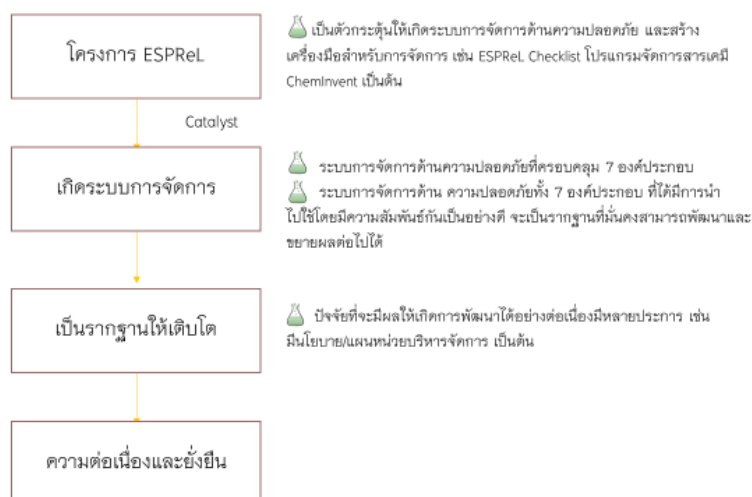 โครงการ ESPReL
เป็นตัวกระตุ้นให้เกิดระบบการจัดการด้านความปลอดภัย และสร้าง
เครื่องมือสำหรับการจัดการ เช่น ESPReL Checklist โปรแกรมจัดการสารเคมี
ChemInvent เป็นต้น
Catalyst
เกิดระบบการจัดการ
ระบบการจัดการด้านความปลอดภัยที่ครอบคลุม 7 องค์ประกอบ
ระบบการจัดการด้าน ความปลอดภัยทั้ง 7 องค์ประกอบ ที่ได้มีการนำ
ไปใช้โดยมีความสัมพันธ์กันเป็นอย่างดี จะเป็นรากฐานที่มั่นคงสามารถพัฒนาและ
ขยายผลต่อไปได้
เป็นรากฐานให้เติบโต
ปัจจัยที่จะมีผลให้เกิดการพัฒนาได้อย่างต่อเนื่องมีหลายประการ เช่น
มีนโยบาย/แผนหน่วยบริหารจัดการ เป็นต้น
ความต่อเนื่องและยั่งยืน